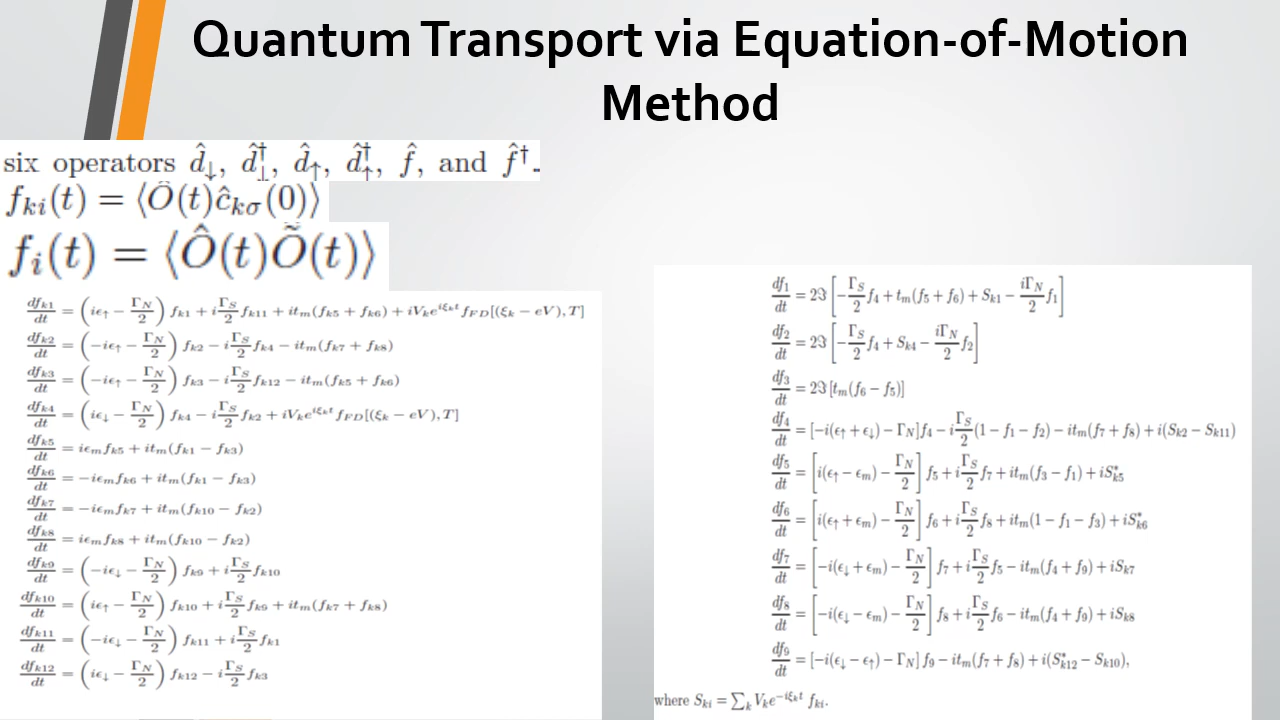 Quantum Transport via Equation-of-Motion
Method
six operators d̂↓, d̂†↓, d̂↑, d̂†↑, f̂, and f̂†.
f_{ki}(t) = ⟨Ô(t)ĉ_{kσ}(0)⟩
f_i(t) = ⟨Ô(t)Õ(t)⟩
df_{k1}/dt = (iϵ↑ − Γ_N/2) f_{k1} + i Γ_S/2 f_{k11} + it_m(f_{k5} + f_{k6}) + iV_k e^{iξ_k t} f_{FD}[(ξ_k − eV), T]
df_{k2}/dt = (−iϵ↑ − Γ_N/2) f_{k2} − i Γ_S/2 f_{k4} − it_m(f_{k7} + f_{k8})
df_{k3}/dt = (−iϵ↑ − Γ_N/2) f_{k3} − i Γ_S/2 f_{k12} − it_m(f_{k5} + f_{k6})
df_{k4}/dt = (iϵ↓ − Γ_N/2) f_{k4} − i Γ_S/2 f_{k2} + iV_k e^{iξ_k t} f_{FD}[(ξ_k − eV), T]
df_{k5}/dt = iϵ_m f_{k5} + it_m(f_{k1} − f_{k3})
df_{k6}/dt = −iϵ_m f_{k6} + it_m(f_{k1} − f_{k3})
df_{k7}/dt = −iϵ_m f_{k7} + it_m(f_{k10} − f_{k2})
df_{k8}/dt = iϵ_m f_{k8} + it_m(f_{k10} − f_{k2})
df_{k9}/dt = (−iϵ↓ − Γ_N/2) f_{k9} + i Γ_S/2 f_{k10}
df_{k10}/dt = (iϵ↑ − Γ_N/2) f_{k10} + i Γ_S/2 f_{k9} + it_m(f_{k7} + f_{k8})
df_{k11}/dt = (−iϵ↓ − Γ_N/2) f_{k11} + i Γ_S/2 f_{k1}
df_{k12}/dt = (iϵ↓ − Γ_N/2) f_{k12} − i Γ_S/2 f_{k3}
df_1/dt = 2ℑ [−Γ_S/2 f_4 + t_m(f_5 + f_6) + S_{k1} − iΓ_N/2 f_1]
df_2/dt = 2ℑ [−Γ_S/2 f_4 + S_{k4} − iΓ_N/2 f_2]
df_3/dt = 2ℑ [t_m(f_6 − f_5)]
df_4/dt = [−i(ϵ↑ + ϵ↓) − Γ_N] f_4 − i Γ_S/2 (1 − f_1 − f_2) − it_m(f_7 + f_8) + i(S_{k2} − S_{k11})
df_5/dt = [i(ϵ↑ − ϵ_m) − Γ_N/2] f_5 + i Γ_S/2 f_7 + it_m(f_3 − f_1) + iS*_{k5}
df_6/dt = [i(ϵ↑ + ϵ_m) − Γ_N/2] f_6 + i Γ_S/2 f_8 + it_m(1 − f_1 − f_3) + iS*_{k6}
df_7/dt = [−i(ϵ↓ + ϵ_m) − Γ_N/2] f_7 + i Γ_S/2 f_5 − it_m(f_4 + f_9) + iS_{k7}
df_8/dt = [−i(ϵ↓ − ϵ_m) − Γ_N/2] f_8 + i Γ_S/2 f_6 − it_m(f_4 + f_9) + iS_{k8}
df_9/dt = [−i(ϵ↓ − ϵ↑) − Γ_N] f_9 − it_m(f_7 + f_8) + i(S*_{k12} − S_{k10}),
where S_{ki} = ∑_k V_k e^{−iξ_k t} f_{ki}.